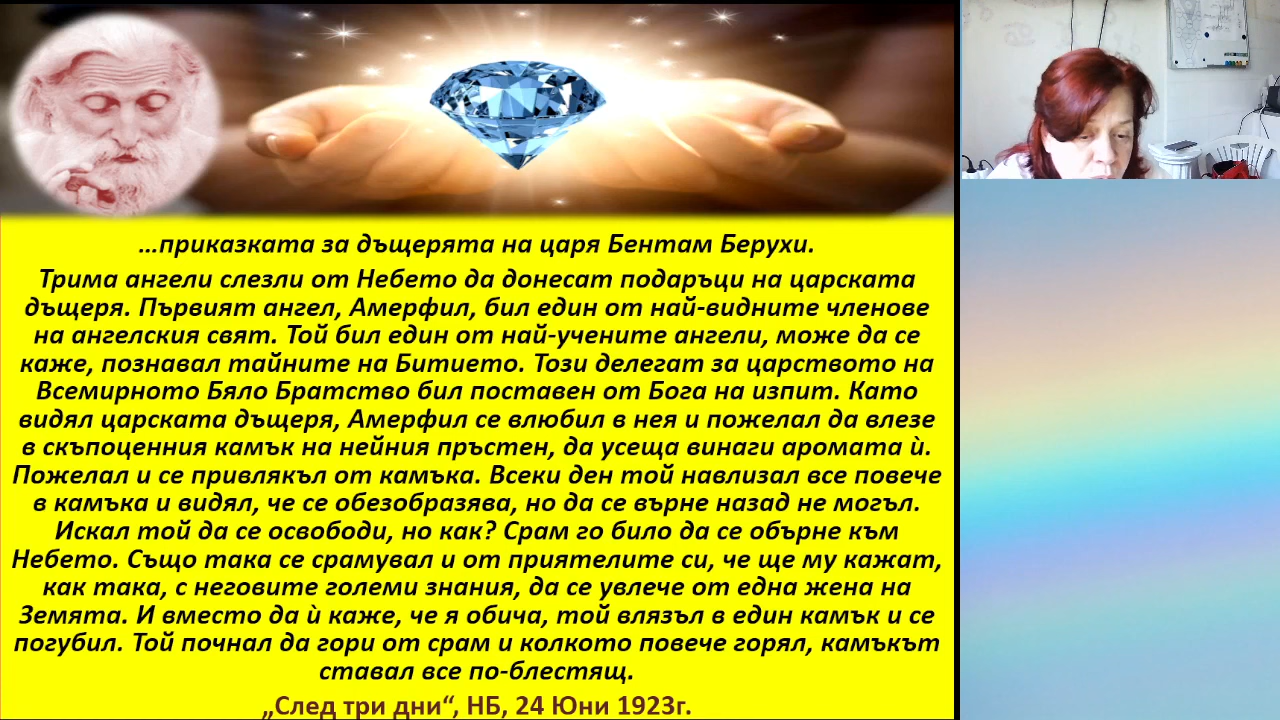 ...приказката за дъщерята на царя Бентам Берухи.
Трима ангели слезли от Небето да донесат подаръци на царската
дъщеря. Първият ангел, Амерфил, бил един от най-видните членове
на ангелския свят. Той бил един от най-учените ангели, може да се
каже, познавал тайните на Битието. Този делегат за царството на
Всемирното Бяло Братство бил поставен от Бога на изпит. Като
видял царската дъщеря, Амерфил се влюбил в нея и пожелал да влезе
в скъпоценния камък на нейния пръстен, да усеща винаги аромата ѝ.
Пожелал и се привлякъл от камъка. Всеки ден той навлизал все повече
в камъка и видял, че се обезобразява, но да се върне назад не могъл.
Искал той да се освободи, но как? Срам го било да се обърне към
Небето. Също така се срамувал и от приятелите си, че ще му кажат,
как така, с неговите големи знания, да се увлече от една жена на
Земята. И вместо да ѝ каже, че я обича, той влязъл в един камък и се
погубил. Той почнал да гори от срам и колкото повече горял, камъкът
ставал все по-блестящ.
„След три дни“, НБ, 24 Юни 1923г.